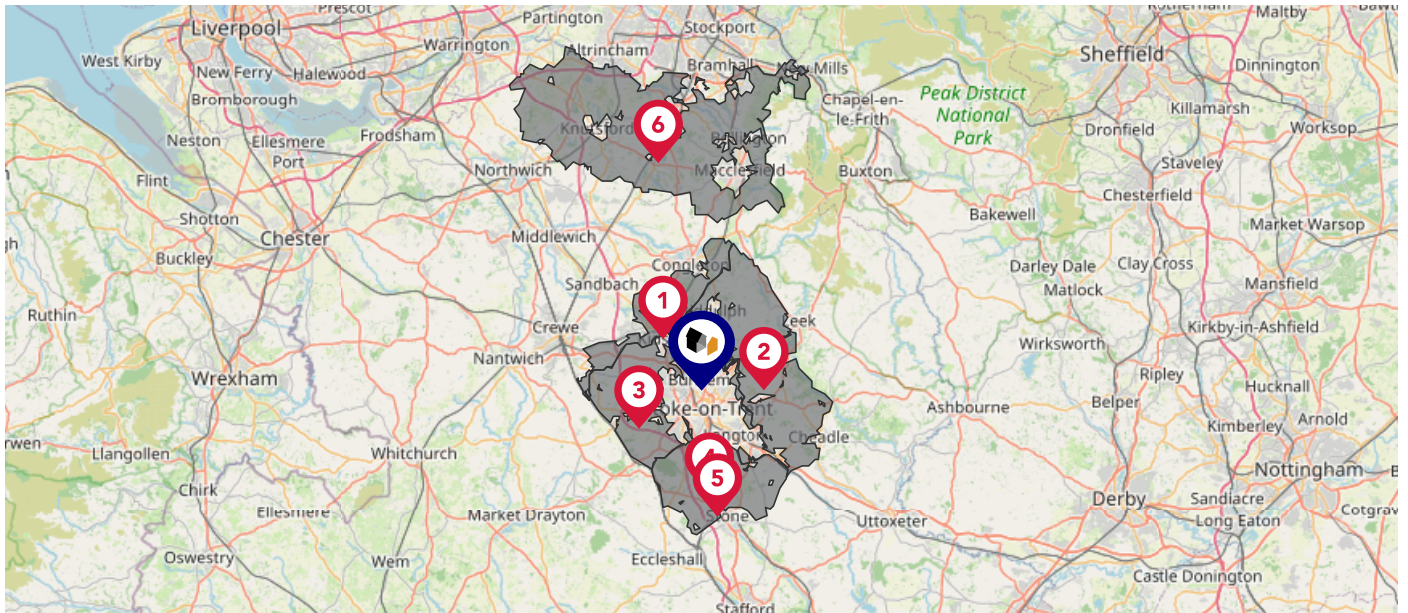 Prescot
Partington
Stockport
Maltby
Liverpool
Altrincham
Sheffield
West Kirby
Warrington
Bramhall
Dinnington
New Ferry
Halewood
New Mills
Bromborough
Peak District
National
Park
Chapel-en-
le-Frith
Killamarsh
Neston
Ellesmere
Port
Frodsham
Knutsford
6
Dronfield
Worksop
Flint
Northwich
Macclesfield
Buxton
Staveley
Chesterfield
Shotton
Bakewell
Market Warsop
Chester
Middlewich
Buckley
Congleton
Darley Dale
Clay Cross
Sandbach
Matlock
Mansfield
Ruthin
1
Crewe
Kirkby-in-Ashfield
Nantwich
2
Wirksworth
Wrexham
3
Ripley
Hucknall
Belper
Ashbourne
Arnold
Kimberley
Cheadle
Llangollen
Whitchurch
4
5
Nottingham
Chirk
Derby
Sandiacre
Ellesmere
Market Drayton
Stone
Uttoxeter
Long Eaton
Cotgrav
Oswestry
Wem
Eccleshall
Castle Donington
Stafford